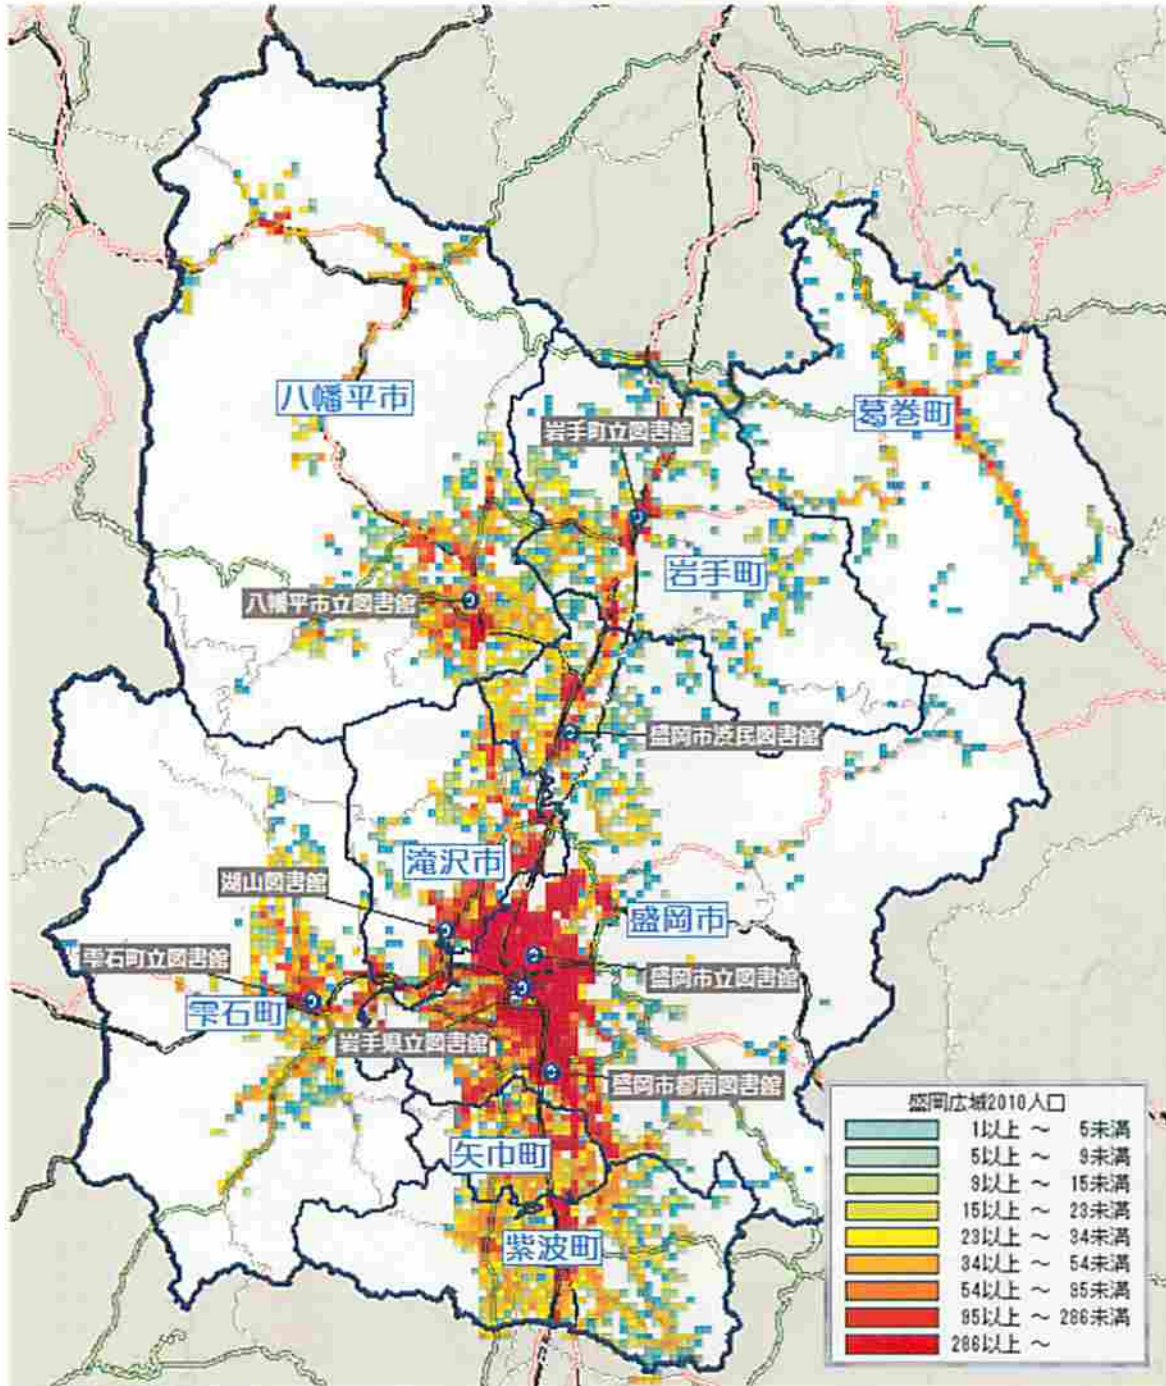 八幡平市
葛巻町
岩手町立図書館
岩手町
八幡平市立図書館
盛岡市渋民図書館
滝沢市
湖山図書館
盛岡市
雫石町立図書館
盛岡市立図書館
雫石町
岩手県立図書館
盛岡市都南図書館
矢巾町
紫波町
盛岡広域2010人口
1以上 ~ 5未満
5以上 ~ 9未満
9以上 ~ 15未満
15以上 ~ 23未満
23以上 ~ 34未満
34以上 ~ 54未満
54以上 ~ 95未満
95以上 ~ 286未満
286以上 ~